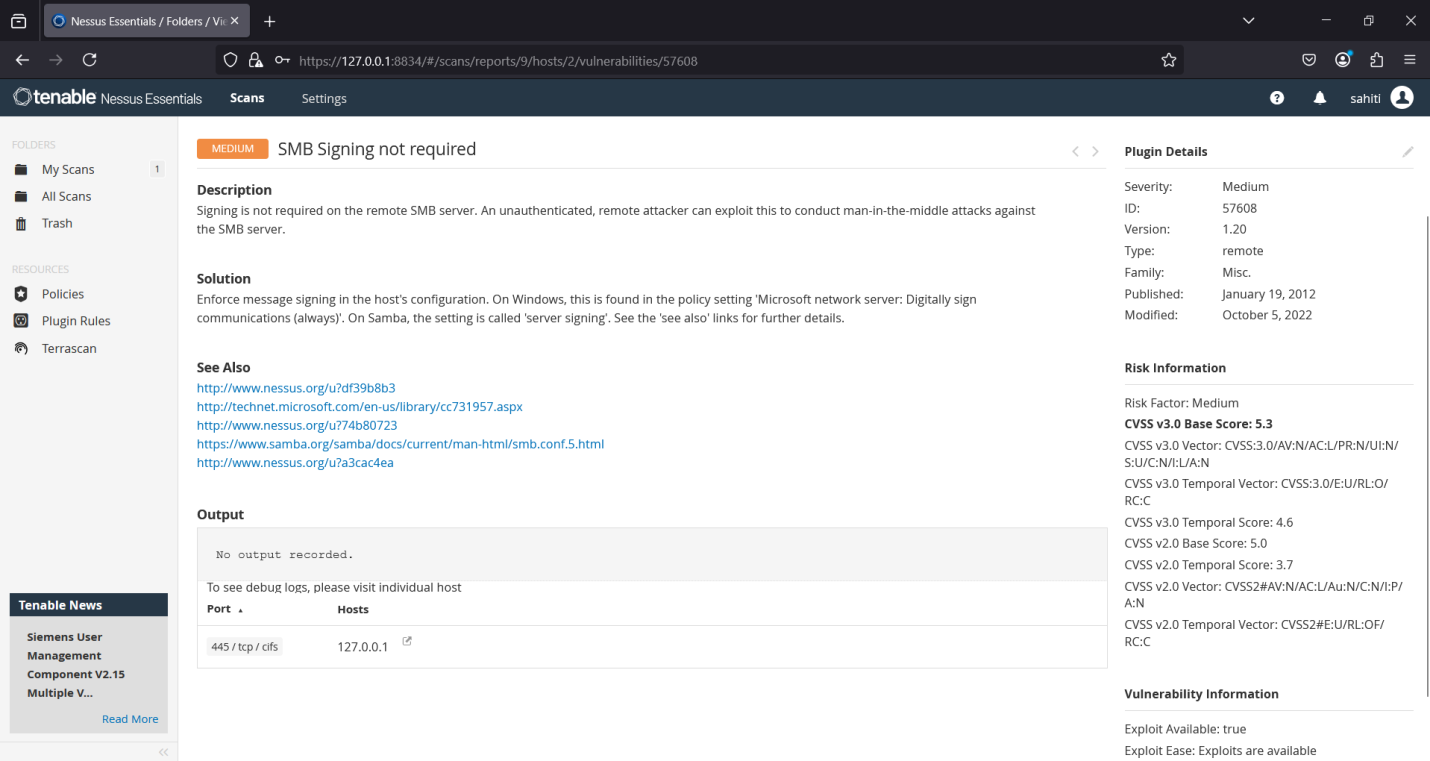 Nessus Essentials / Folders / Vie
https://127.0.0.1:8834/#/scans/reports/9/hosts/2/vulnerabilities/57608
tenable Nessus Essentials
Scans
Settings
sahiti
FOLDERS
My Scans
1
All Scans
Trash
RESOURCES
Policies
Plugin Rules
Terrascan
Tenable News
Siemens User
Management
Component V2.15
Multiple V...
Read More
MEDIUM
SMB Signing not required
Description
Signing is not required on the remote SMB server. An unauthenticated, remote attacker can exploit this to conduct man-in-the-middle attacks against
the SMB server.
Solution
Enforce message signing in the host's configuration. On Windows, this is found in the policy setting 'Microsoft network server: Digitally sign
communications (always)'. On Samba, the setting is called 'server signing'. See the 'see also' links for further details.
See Also
http://www.nessus.org/u?df39b8b3
http://technet.microsoft.com/en-us/library/cc731957.aspx
http://www.nessus.org/u?74b80723
https://www.samba.org/samba/docs/current/man-html/smb.conf.5.html
http://www.nessus.org/u?a3cac4ea
Output
No output recorded.
To see debug logs, please visit individual host
Port Hosts
445 / tcp / cifs 127.0.0.1
Plugin Details
Severity: Medium
ID: 57608
Version: 1.20
Type: remote
Family: Misc.
Published: January 19, 2012
Modified: October 5, 2022
Risk Information
Risk Factor: Medium
CVSS v3.0 Base Score: 5.3
CVSS v3.0 Vector: CVSS:3.0/AV:N/AC:L/PR:N/UI:N/
S:U/C:N/I:L/A:N
CVSS v3.0 Temporal Vector: CVSS:3.0/E:U/RL:O/
RC:C
CVSS v3.0 Temporal Score: 4.6
CVSS v2.0 Base Score: 5.0
CVSS v2.0 Temporal Score: 3.7
CVSS v2.0 Vector: CVSS2#AV:N/AC:L/Au:N/C:N/I:P/
A:N
CVSS v2.0 Temporal Vector: CVSS2#E:U/RL:OF/
RC:C
Vulnerability Information
Exploit Available: true
Exploit Ease: Exploits are available